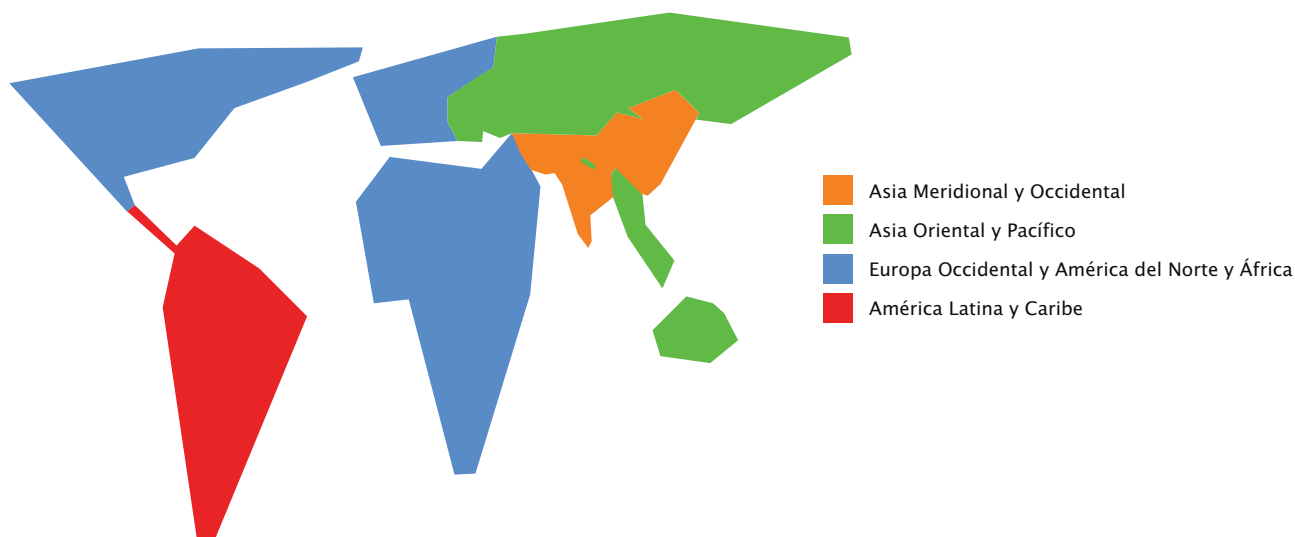 Asia Meridional y Occidental
Asia Oriental y Pacífico
Europa Occidental y América del Norte y África
América Latina y Caribe